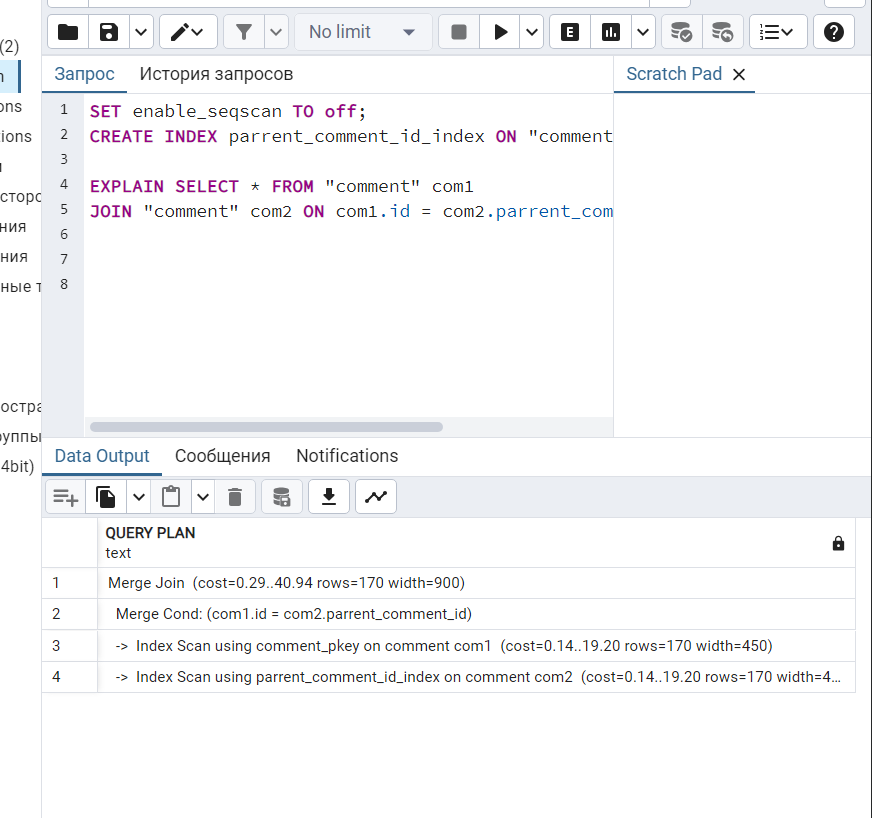 No limit
E
(2)
Запрос
История запросов
Scratch Pad
ons
ions
сторо
ния
ния
ные т
остра
руппы
4bit)
1 SET enable_seqscan TO off;
2 CREATE INDEX parrent_comment_id_index ON "comment
3
4 EXPLAIN SELECT * FROM "comment" com1
5 JOIN "comment" com2 ON com1.id = com2.parrent_com
6
7
8
Data Output
Сообщения
Notifications
QUERY PLAN
text
1 Merge Join (cost=0.29..40.94 rows=170 width=900)
2 Merge Cond: (com1.id = com2.parrent_comment_id)
3 -> Index Scan using comment_pkey on comment com1 (cost=0.14..19.20 rows=170 width=450)
4 -> Index Scan using parrent_comment_id_index on comment com2 (cost=0.14..19.20 rows=170 width=4...